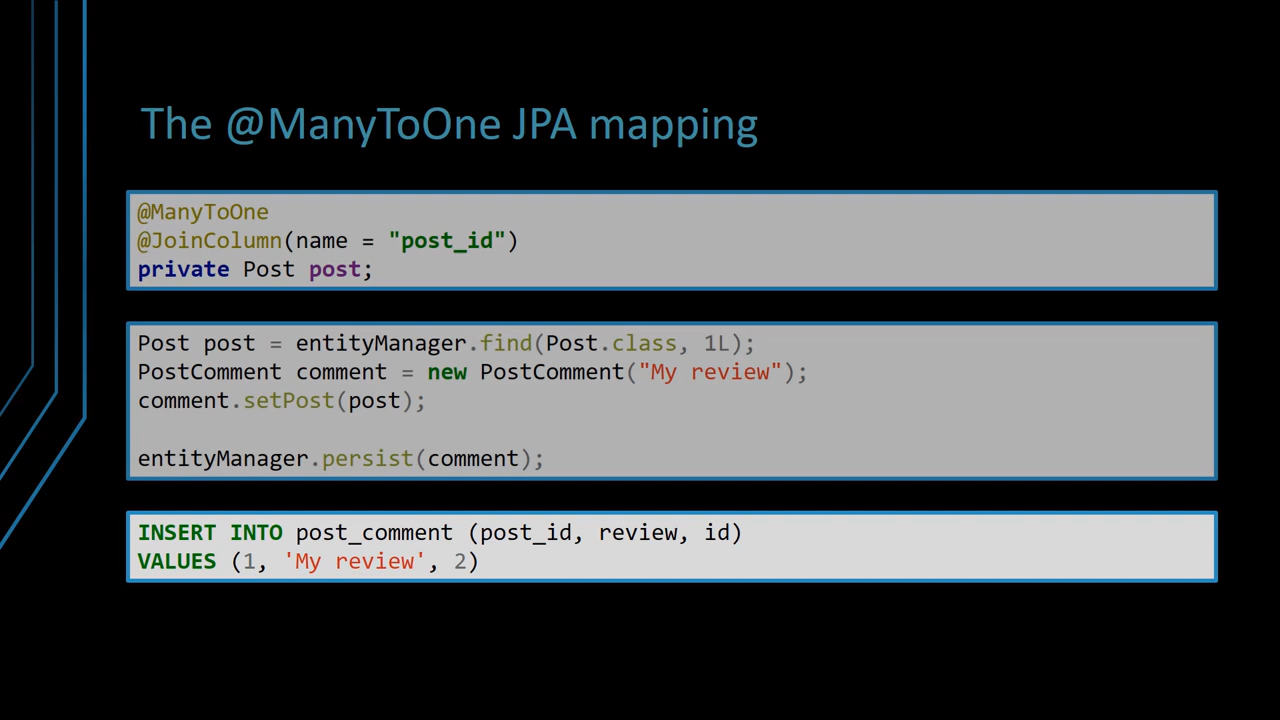 The @ManyToOne JPA mapping
@ManyToOne
@JoinColumn(name = "post_id")
private Post post;
Post post = entityManager.find(Post.class, 1L);
PostComment comment = new PostComment("My review");
comment.setPost(post);
entityManager.persist(comment);
INSERT INTO post_comment (post_id, review, id)
VALUES (1, 'My review', 2)